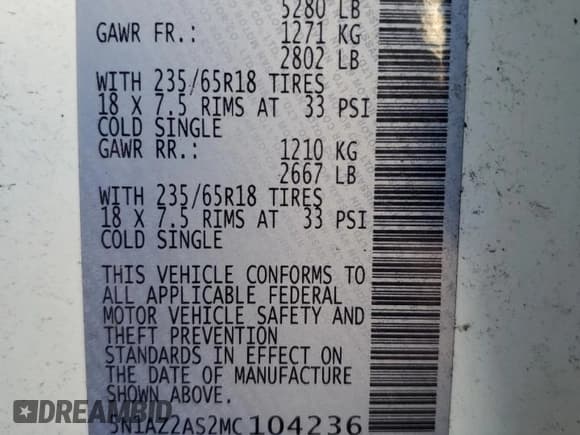 5280 LB
GAWR FR.: 1271 KG
2802 LB
WITH 235/65R18 TIRES
18 X 7.5 RIMS AT 33 PSI
COLD SINGLE
GAWR RR.: 1210 KG
2667 LB
WITH 235/65R18 TIRES
18 X 7.5 RIMS AT 33 PSI
COLD SINGLE
THIS VEHICLE CONFORMS TO
ALL APPLICABLE FEDERAL
MOTOR VEHICLE SAFETY AND
THEFT PREVENTION
STANDARDS IN EFFECT ON
THE DATE OF MANUFACTURE
SHOWN ABOVE.
5N1AZ2AS2MC104236
DREAMBID